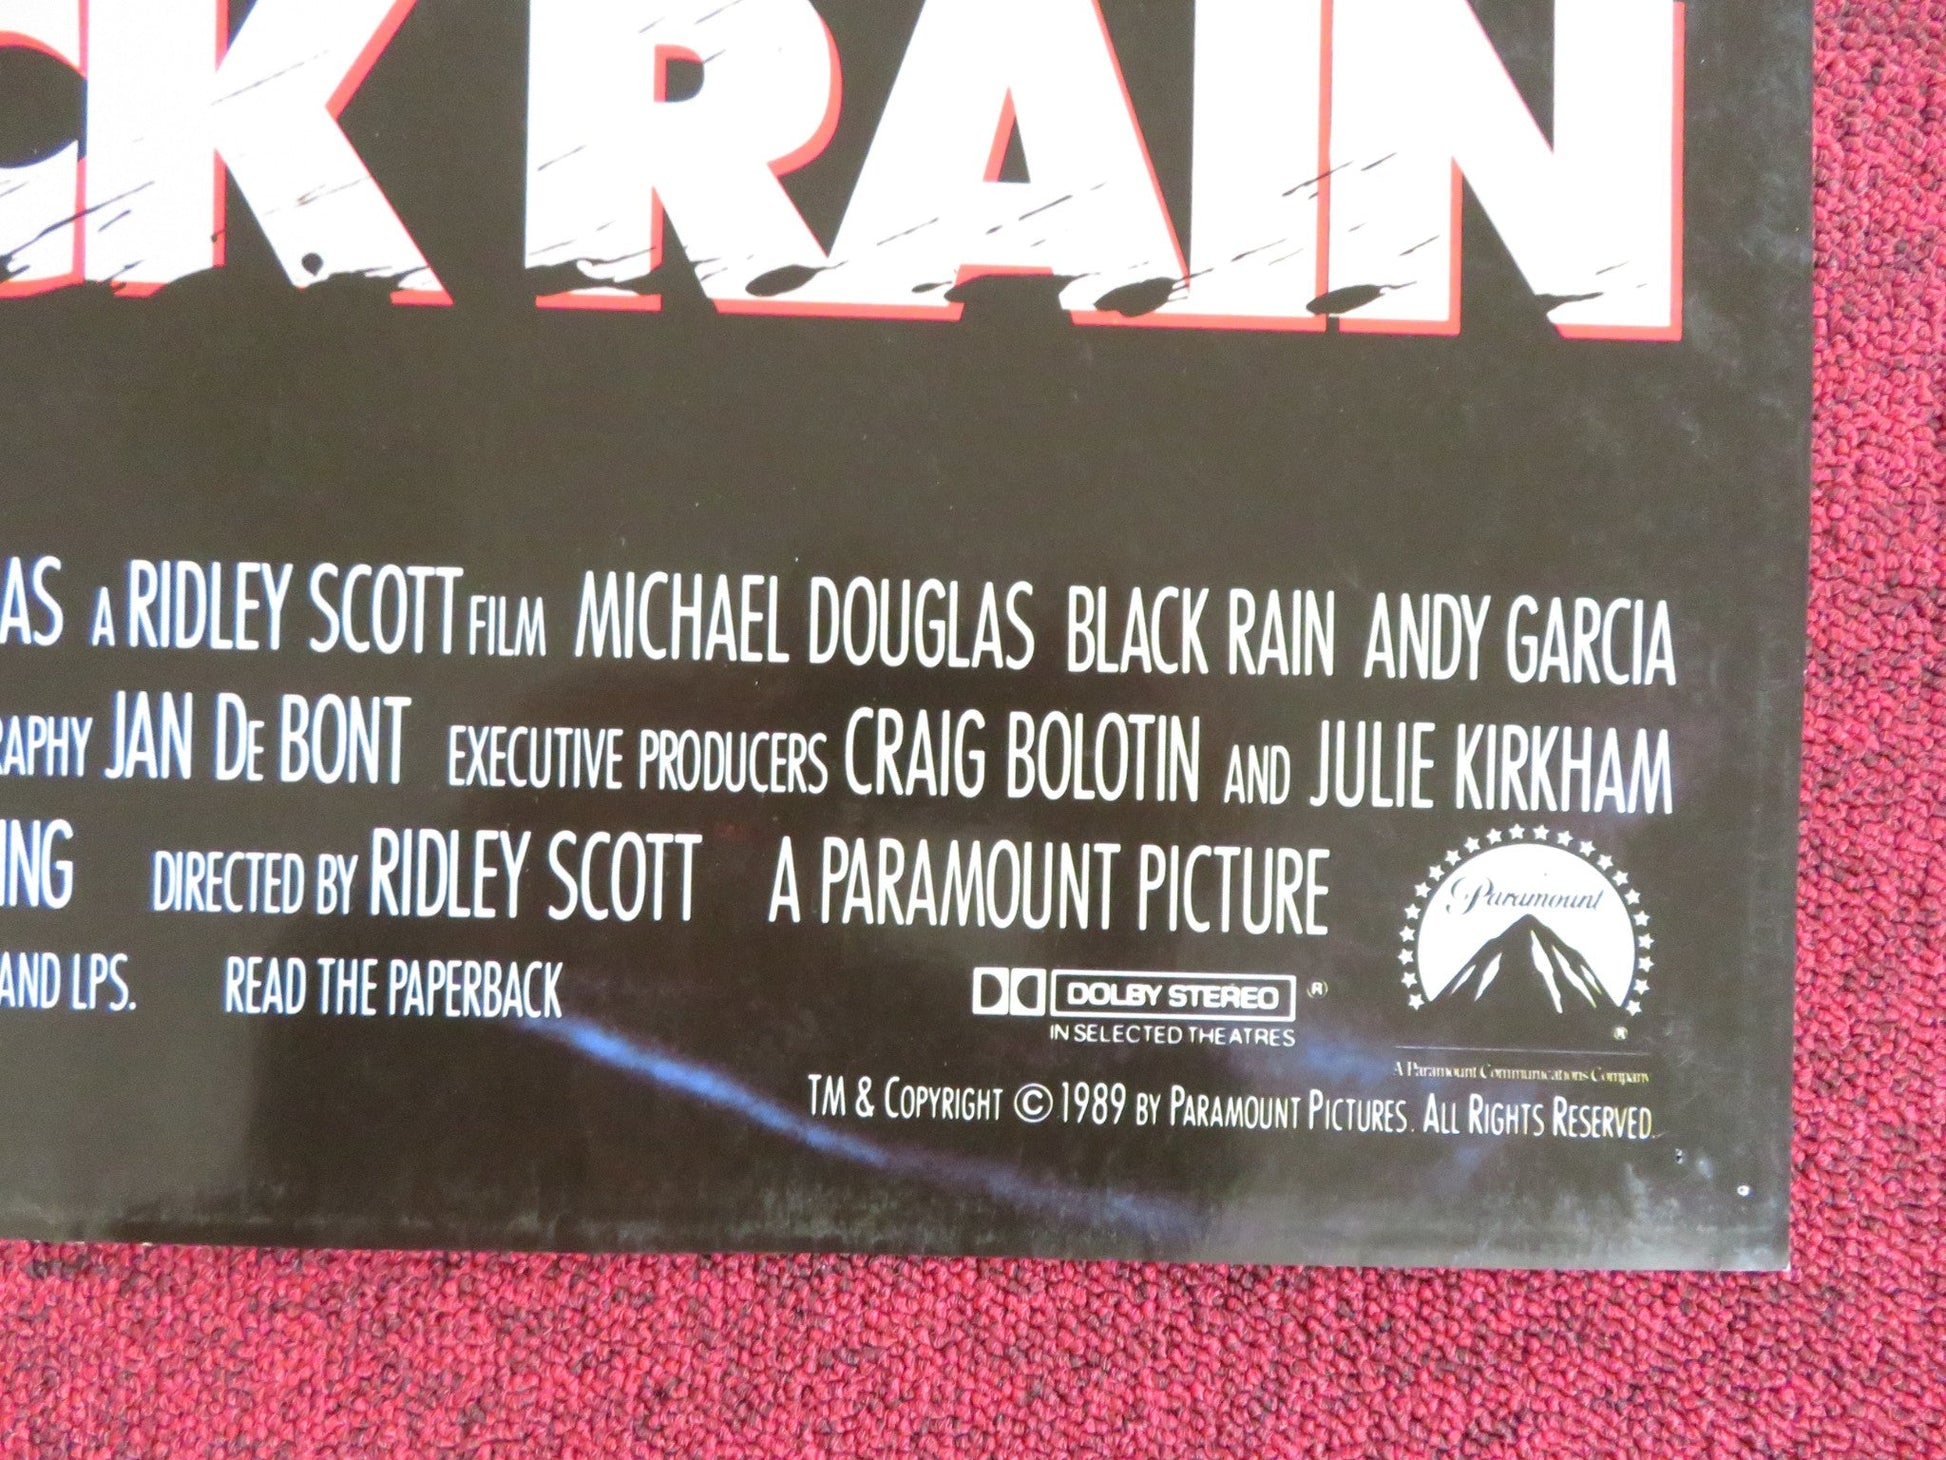 CK RAIN
AS A RIDLEY SCOTT FILM MICHAEL DOUGLAS BLACK RAIN ANDY GARCIA
RAPHY JAN DE BONT EXECUTIVE PRODUCERS CRAIG BOLOTIN AND JULIE KIRKHAM
ING DIRECTED BY RIDLEY SCOTT A PARAMOUNT PICTURE
Paramount
®
AND LPS. READ THE PAPERBACK
DOLBY STEREO ®
IN SELECTED THEATRES
A Paramount Communications Company
TM & COPYRIGHT © 1989 BY PARAMOUNT PICTURES. ALL RIGHTS RESERVED.